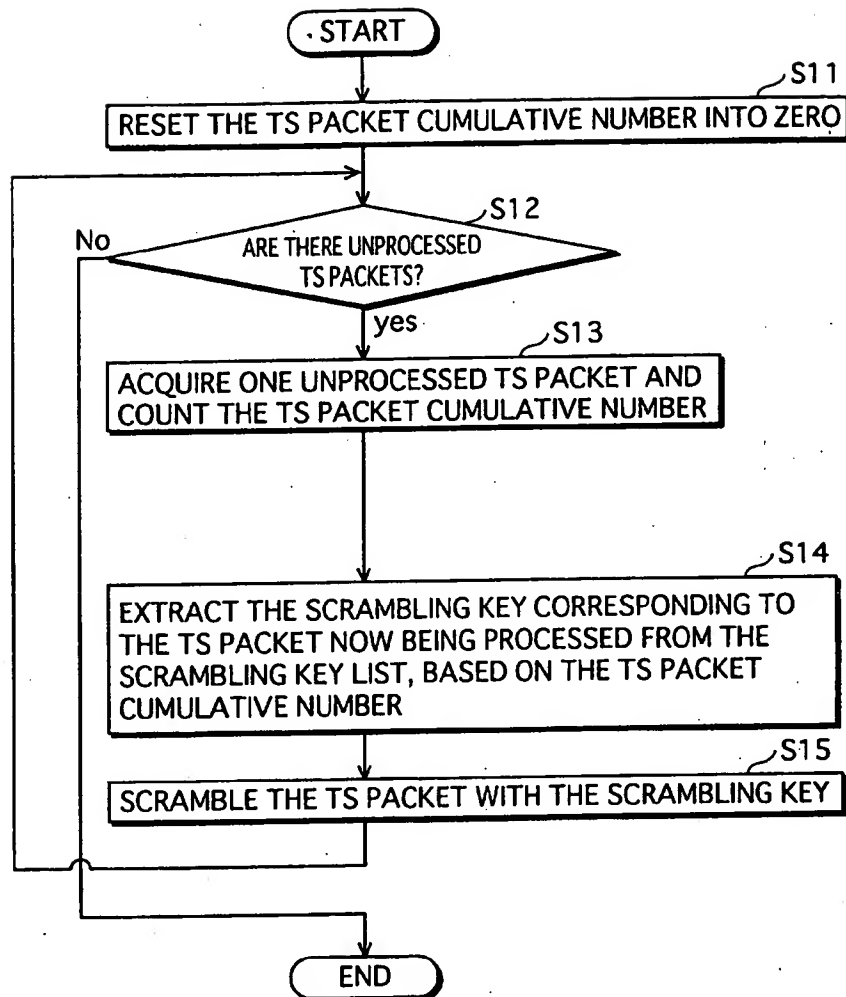 START
S11
RESET THE TS PACKET CUMULATIVE NUMBER INTO ZERO
S12
No
ARE THERE UNPROCESSED
TS PACKETS?
yes
S13
ACQUIRE ONE UNPROCESSED TS PACKET AND
COUNT THE TS PACKET CUMULATIVE NUMBER
S14
EXTRACT THE SCRAMBLING KEY CORRESPONDING TO
THE TS PACKET NOW BEING PROCESSED FROM THE
SCRAMBLING KEY LIST, BASED ON THE TS PACKET
CUMULATIVE NUMBER
S15
SCRAMBLE THE TS PACKET WITH THE SCRAMBLING KEY
END